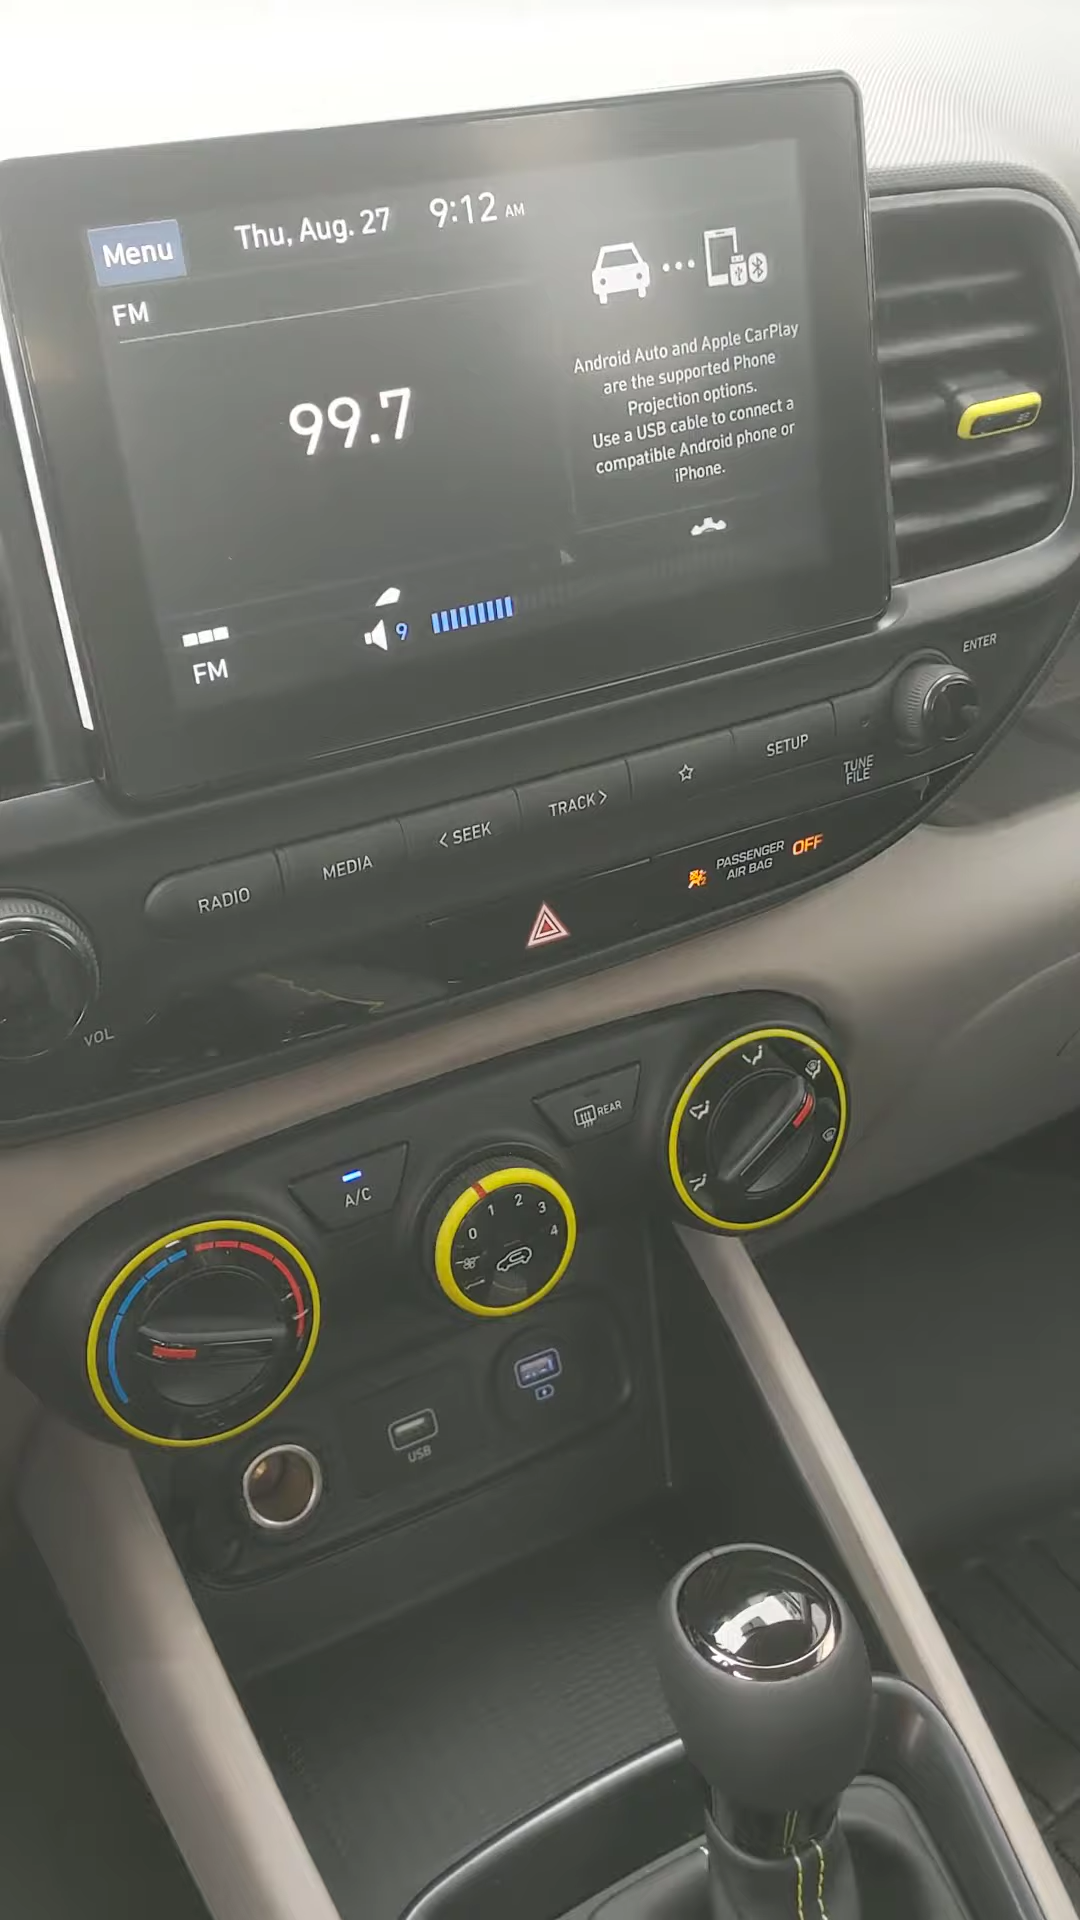 Menu
Thu, Aug. 27
9:12 AM
FM
99.7
Android Auto and Apple CarPlay
are the supported Phone
Projection options.
Use a USB cable to connect a
compatible Android phone or
iPhone.
9
FM
ENTER
TUNE
FILE
SETUP
TRACK >
< SEEK
MEDIA
RADIO
PASSENGER
AIR BAG
OFF
VOL
REAR
A/C
0
1
2
3
4
USB